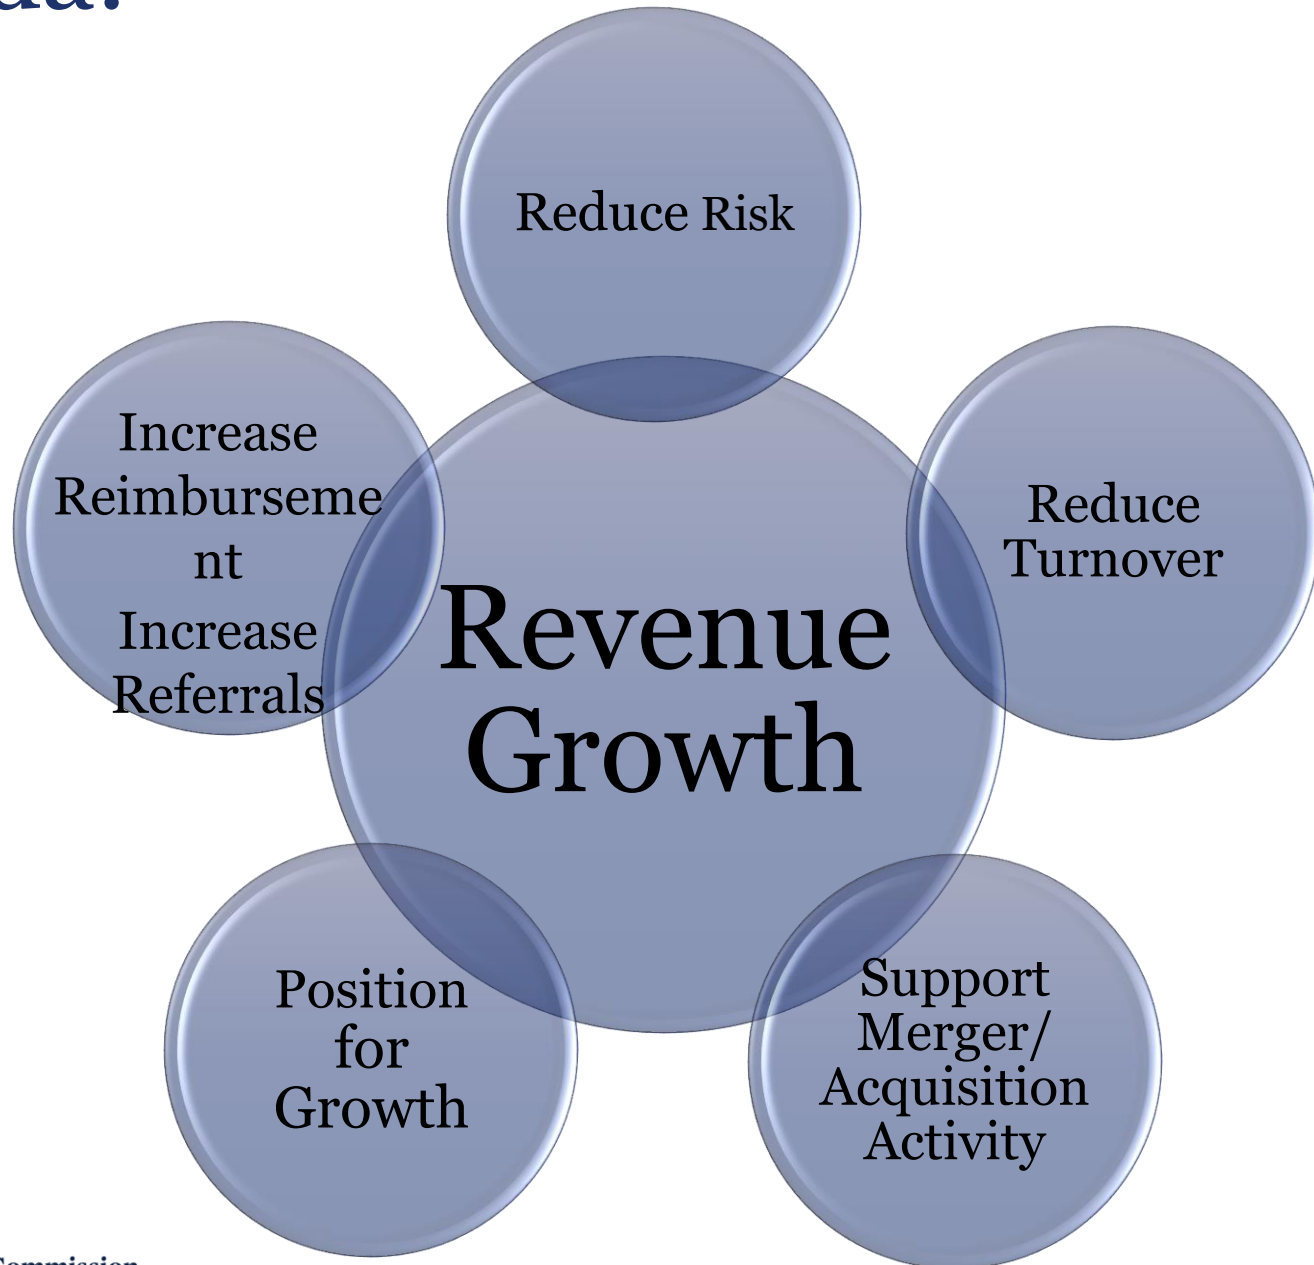 Reduce Risk
Increase
Reimburseme
nt
Increase
Referrals
Reduce
Turnover
Revenue
Growth
Position
for
Growth
Support
Merger/
Acquisition
Activity